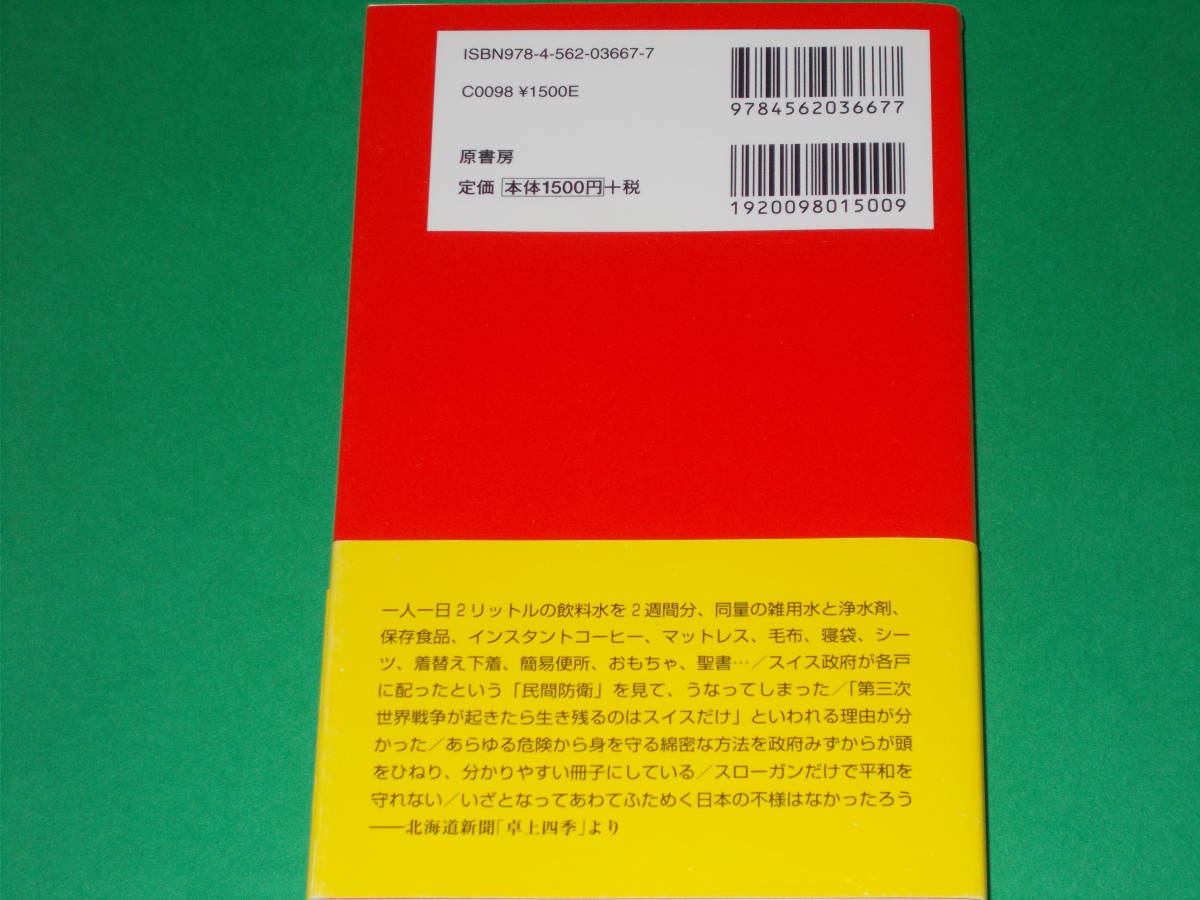 ISBN978-4-562-03667-7
C0098 ¥1500E
9784562036677
原書房
定価 本体1500円+税
1920098015009
一人一日2リットルの飲料水を2週間分、同量の雑用水と浄水剤、
保存食品、インスタントコーヒー、マットレス、毛布、寝袋、シー
ツ、着替え下着、簡易便所、おもちゃ、聖書…／スイス政府が各戸
に配ったという「民間防衛」を見て、うなってしまった／「第三次
世界戦争が起きたら生き残るのはスイスだけ」といわれる理由が分
かった／あらゆる危険から身を守る綿密な方法を政府みずからが頭
をひねり、分かりやすい冊子にしている／スローガンだけで平和を
守れない／いざとなってあわてふためく日本の不様はなかったろう
――北海道新聞「卓上四季」より